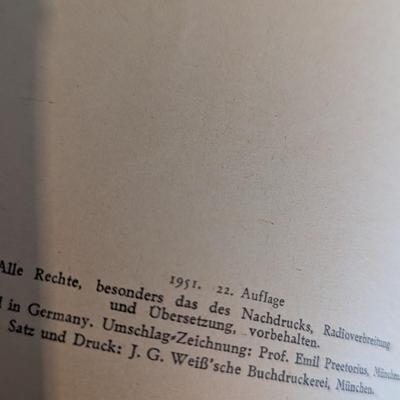 1951. 22. Auflage
Alle Rechte, besonders das des Nachdrucks, Radioverbreitung
und Übersetzung, vorbehalten.
in Germany. Umschlag-Zeichnung: Prof. Emil Preetorius, München
Satz und Druck: J. G. Weiß'sche Buchdruckerei, München.